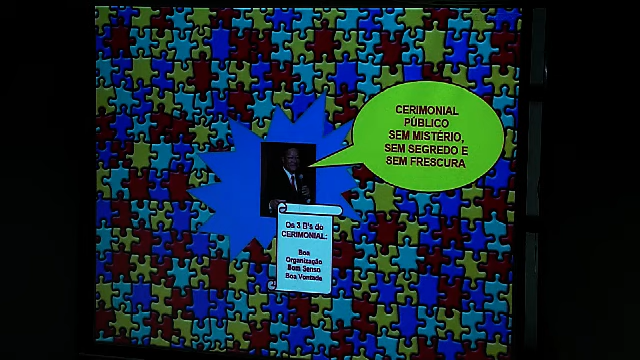 CERIMONIAL
PÚBLICO
SEM MISTÉRIO,
SEM SEGREDO E
SEM FRESCURA
Os 3 B's do
CERIMONIAL:
Boa
Organização
Bom Senso
Boa Vontade